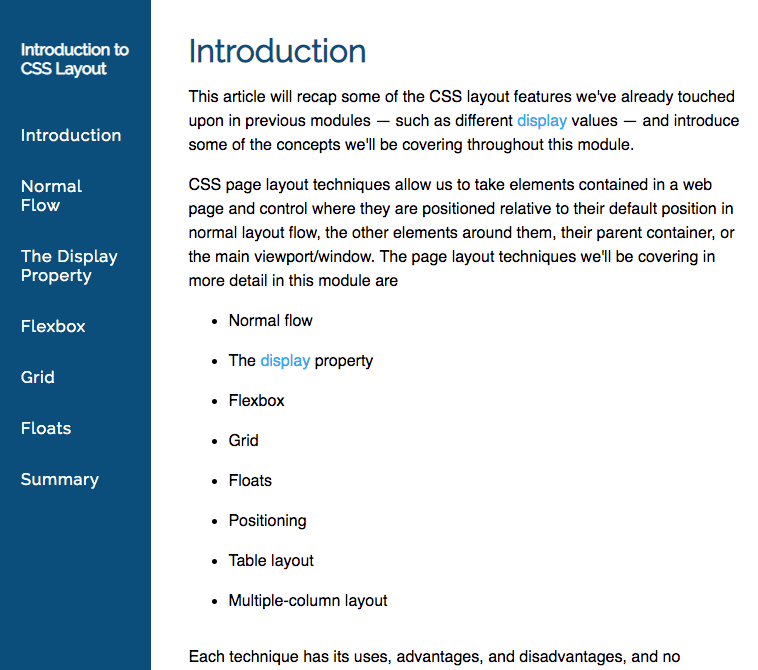 Introduction to
CSS Layout
Introduction
Normal
Flow
The Display
Property
Flexbox
Grid
Floats
Summary
Introduction
This article will recap some of the CSS layout features we've already touched
upon in previous modules — such as different display values — and introduce
some of the concepts we'll be covering throughout this module.
CSS page layout techniques allow us to take elements contained in a web
page and control where they are positioned relative to their default position in
normal layout flow, the other elements around them, their parent container, or
the main viewport/window. The page layout techniques we'll be covering in
more detail in this module are
• Normal flow
• The display property
• Flexbox
• Grid
• Floats
• Positioning
• Table layout
• Multiple-column layout
Each technique has its uses, advantages, and disadvantages, and no